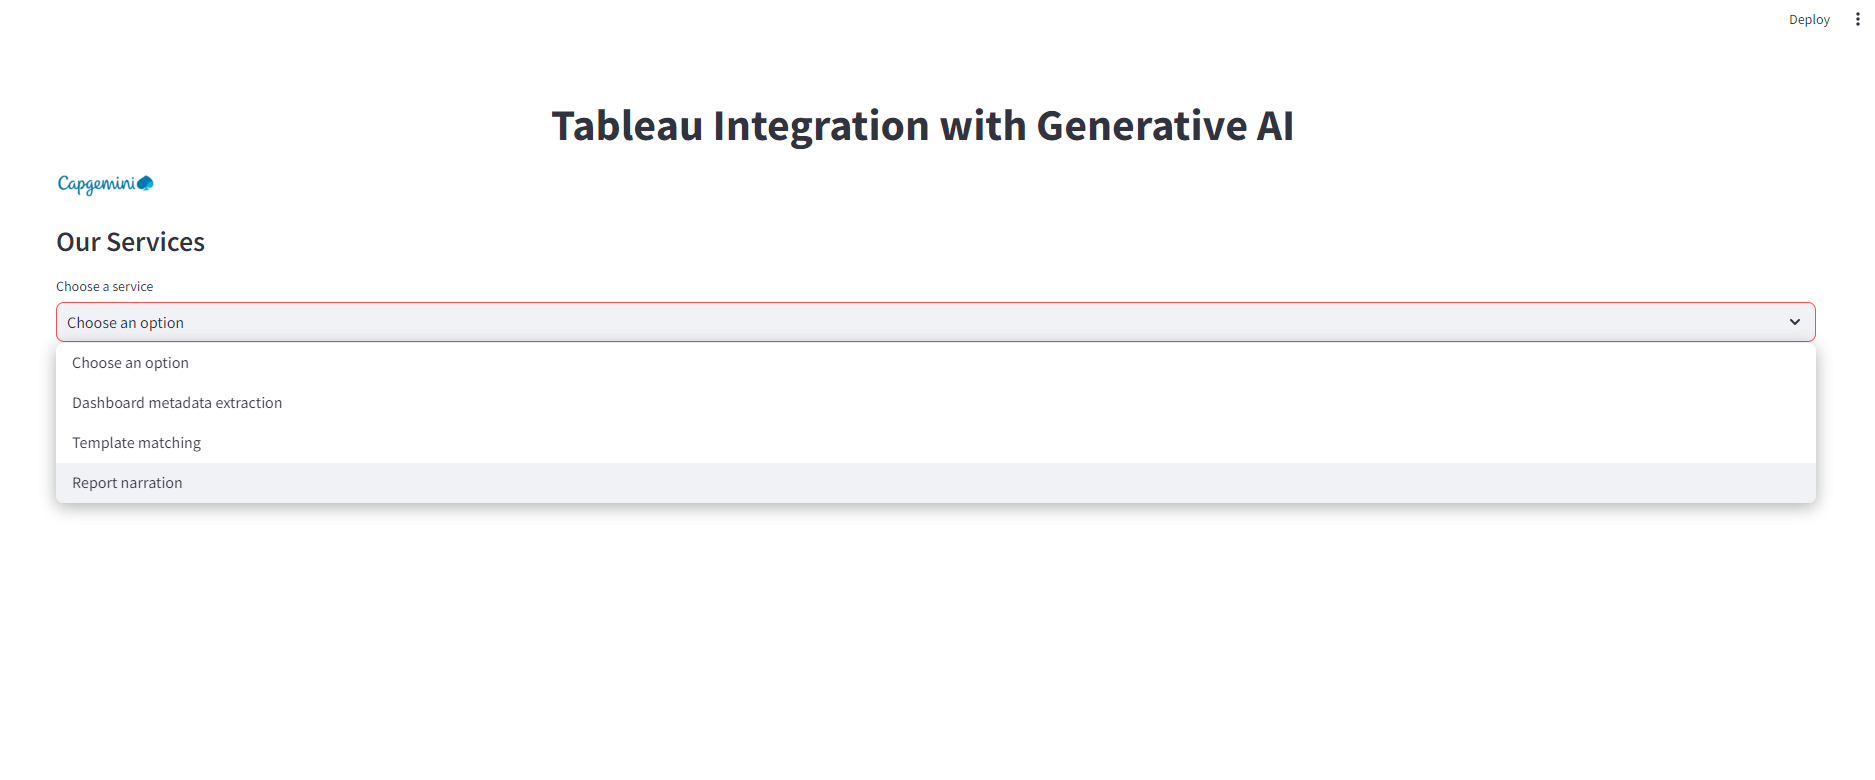 Deploy
Tableau Integration with Generative AI
Capgemini
Our Services
Choose a service
Choose an option
Choose an option
Dashboard metadata extraction
Template matching
Report narration